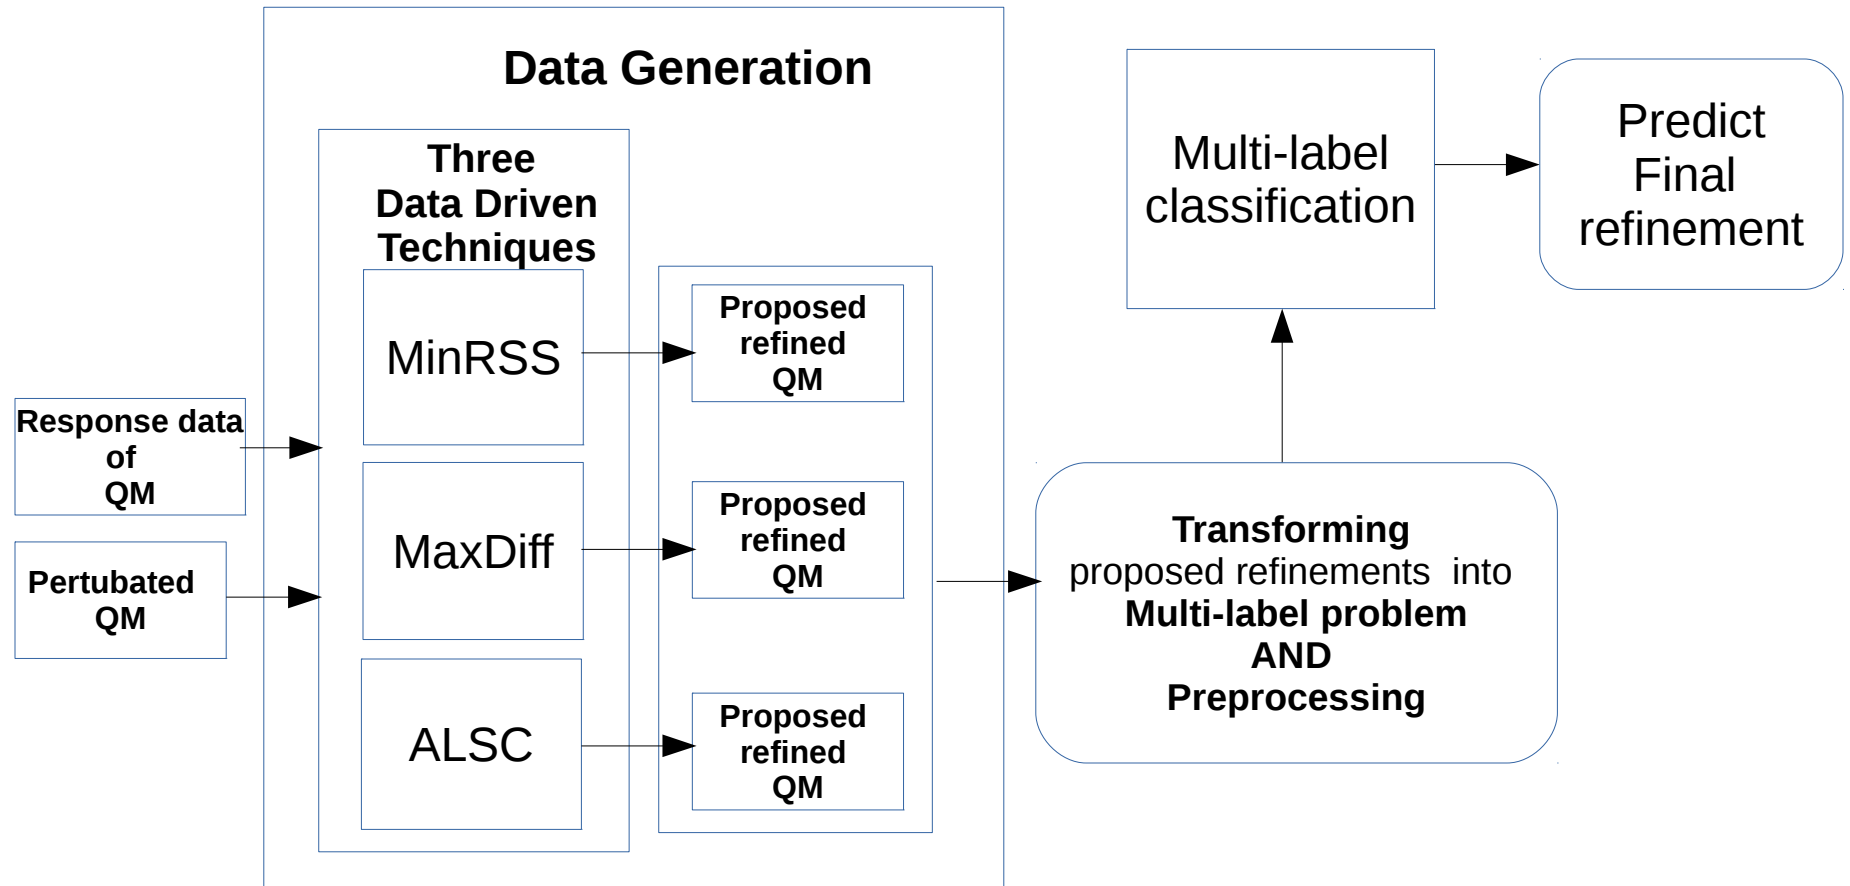 Data Generation
Three
Data Driven
Techniques
MinRSS
MaxDiff
ALSC
Response data
of
QM
Pertubated
QM
Proposed
refined
QM
Proposed
refined
QM
Proposed
refined
QM
Transforming
proposed refinements into
Multi-label problem
AND
Preprocessing
Multi-label
classification
Predict
Final
refinement